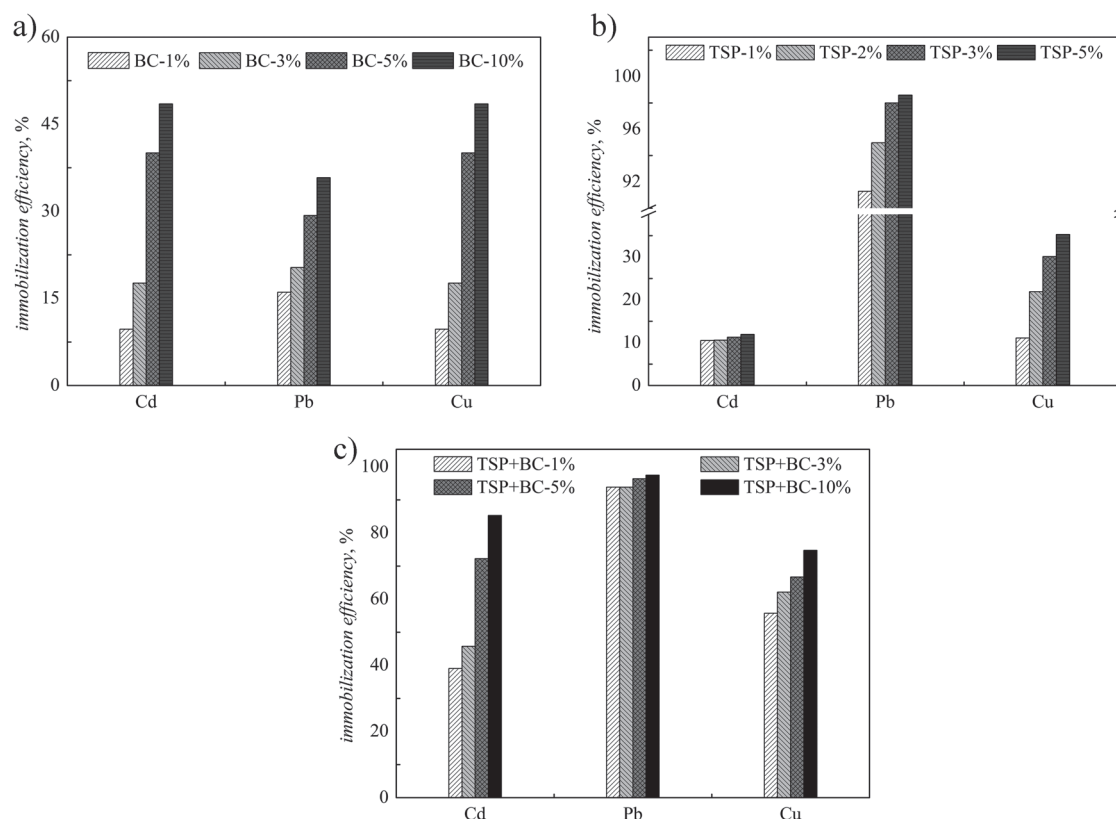 a)
60
BC-1% BC-3% BC-5% BC-10%
45
30
15
0
immobilization efficiency, %
Cd Pb Cu
b)
TSP-1% TSP-2% TSP-3% TSP-5%
100
96
92
30
20
10
0
immobilization efficiency, %
Cd Pb Cu
c)
TSP+BC-1% TSP+BC-3%
TSP+BC-5% TSP+BC-10%
100
80
60
40
20
0
immobilization efficiency, %
Cd Pb Cu